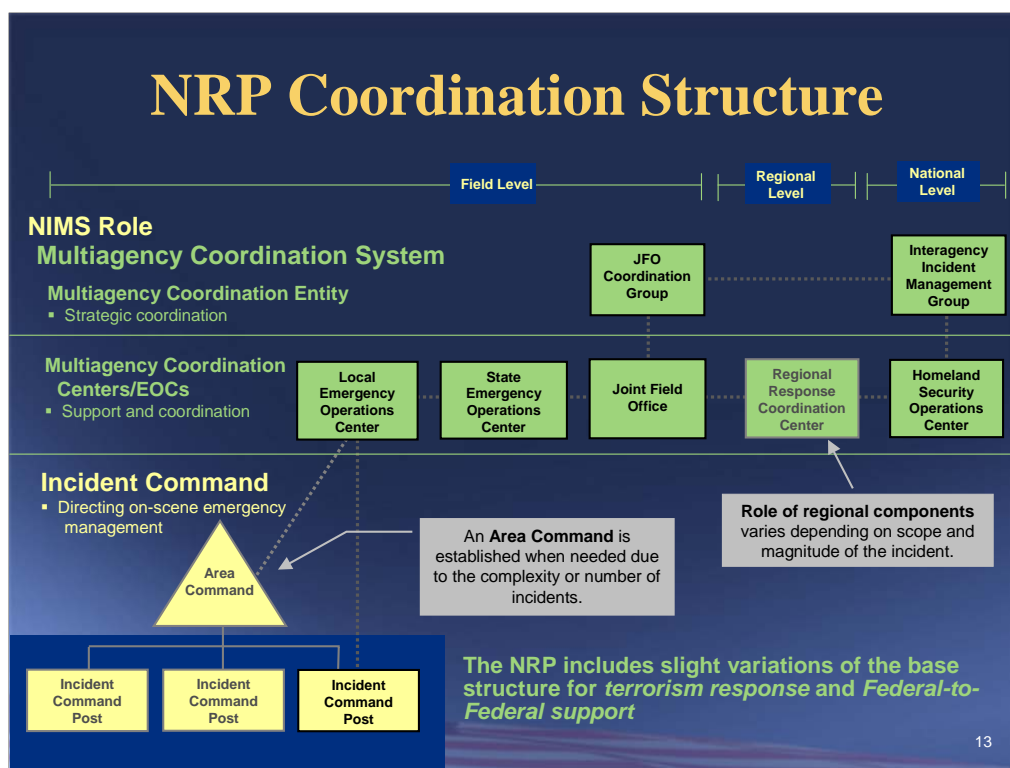 NRP Coordination Structure
Field Level
Regional
Level
National
Level
NIMS Role
Multiagency Coordination System
Multiagency Coordination Entity
▪ Strategic coordination
JFO
Coordination
Group
Interagency
Incident
Management
Group
Multiagency Coordination
Centers/EOCs
▪ Support and coordination
Local
Emergency
Operations
Center
State
Emergency
Operations
Center
Joint Field
Office
Regional
Response
Coordination
Center
Homeland
Security
Operations
Center
Incident Command
▪ Directing on-scene emergency
management
Area
Command
An Area Command is
established when needed due
to the complexity or number of
incidents.
Role of regional components
varies depending on scope and
magnitude of the incident.
Incident
Command
Post
Incident
Command
Post
Incident
Command
Post
The NRP includes slight variations of the base
structure for terrorism response and Federal-to-
Federal support
13